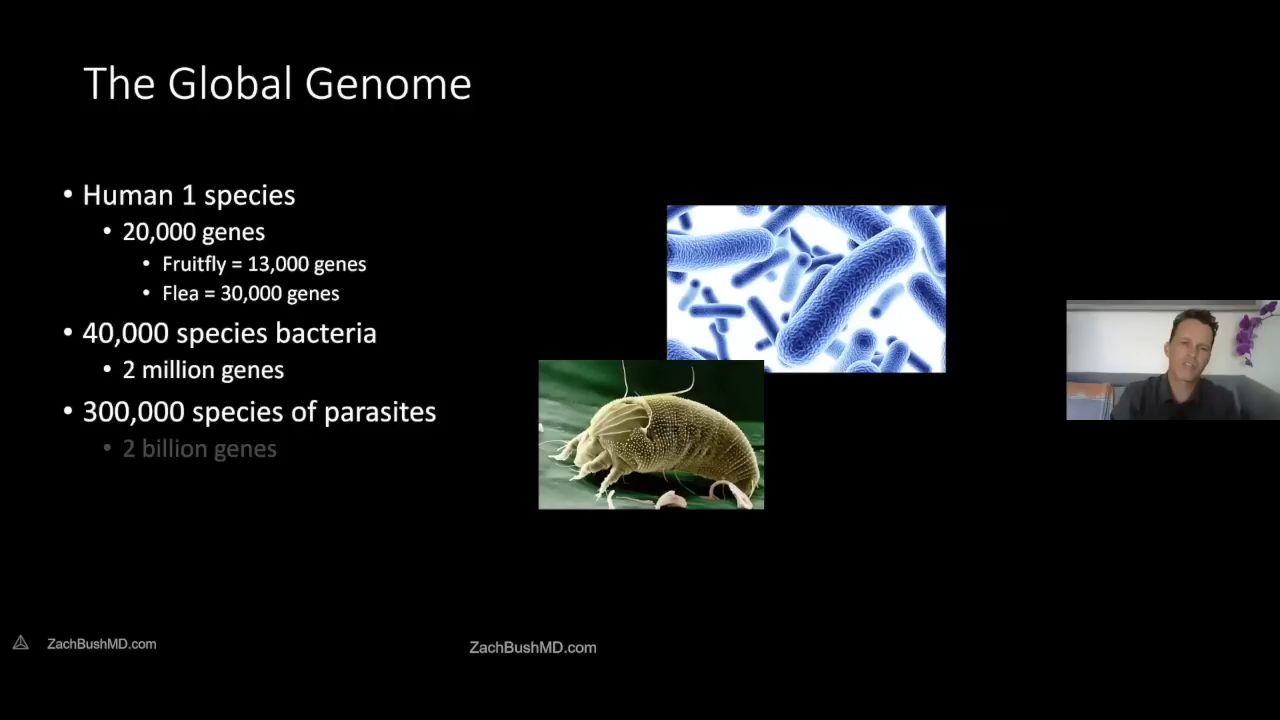 The Global Genome
• Human 1 species
• 20,000 genes
• Fruitfly = 13,000 genes
• Flea = 30,000 genes
• 40,000 species bacteria
• 2 million genes
• 300,000 species of parasites
• 2 billion genes
ZachBushMD.com
ZachBushMD.com